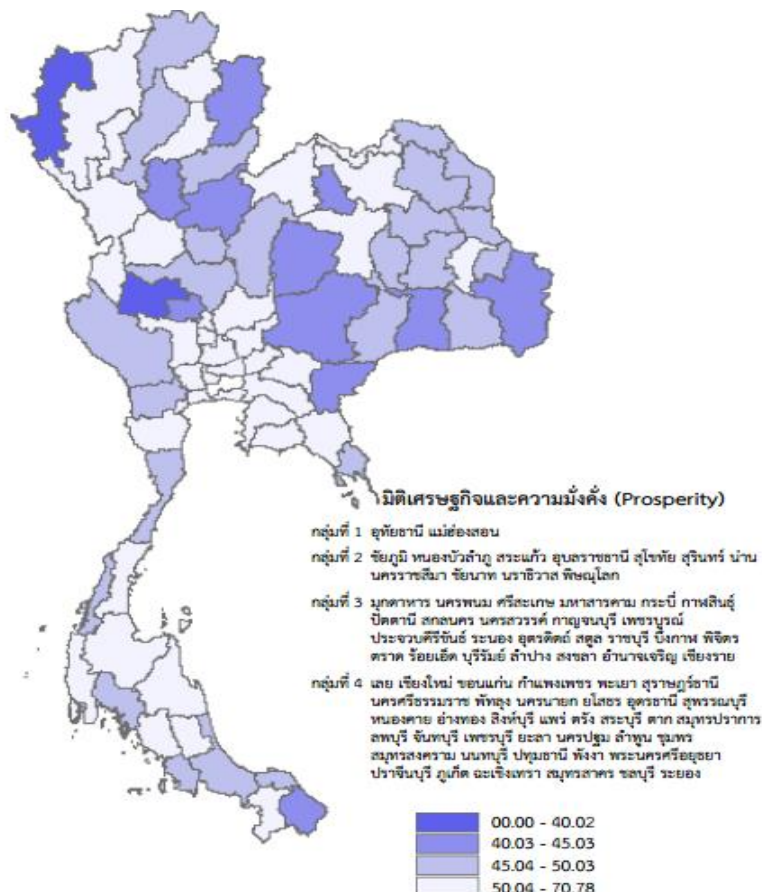 มิติเศรษฐกิจและความมั่งคั่ง (Prosperity)
กลุ่มที่ 1 อุทัยธานี แม่ฮ่องสอน
กลุ่มที่ 2 ชัยภูมิ หนองบัวลำภู สระแก้ว อุบลราชธานี สุโขทัย สุรินทร์ น่าน
นครราชสีมา ชัยนาท นราธิวาส พิษณุโลก
กลุ่มที่ 3 มุกดาหาร นครพนม ศรีสะเกษ มหาสารคาม กระบี่ กาฬสินธุ์
ปัตตานี สกลนคร นครสวรรค์ กาญจนบุรี เพชรบูรณ์
ประจวบคีรีขันธ์ ระนอง อุตรดิตถ์ สตูล ราชบุรี บึงกาฬ พิจิตร
ตราด ร้อยเอ็ด บุรีรัมย์ ลำปาง สงขลา อำนาจเจริญ เชียงราย
กลุ่มที่ 4 เลย เชียงใหม่ ขอนแก่น กำแพงเพชร พะเยา สุราษฎร์ธานี
นครศรีธรรมราช พัทลุง นครนายก ยโสธร อุดรธานี สุพรรณบุรี
หนองคาย อ่างทอง สิงห์บุรี แพร่ ตรัง สระบุรี ตาก สมุทรปราการ
ลพบุรี จันทบุรี เพชรบุรี ยะลา นครปฐม ลำพูน ชุมพร
สมุทรสงคราม นนทบุรี ปทุมธานี พังงา พระนครศรีอยุธยา
ปราจีนบุรี ภูเก็ต ฉะเชิงเทรา สมุทรสาคร ชลบุรี ระยอง
00.00 - 40.02
40.03 - 45.03
45.04 - 50.03
50.04 - 70.78